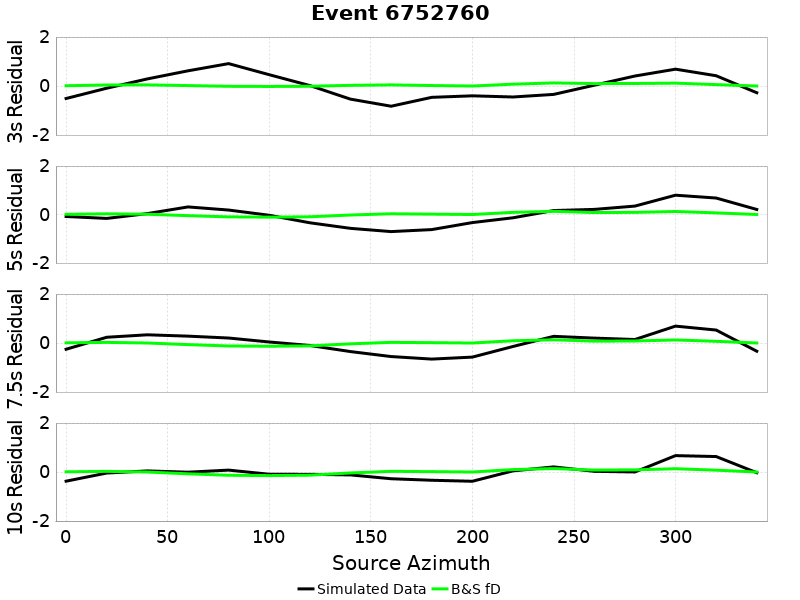 Event 6752760
3s Residual
2
0
-2
5s Residual
2
0
-2
7.5s Residual
2
0
-2
10s Residual
2
0
-2
0 50 100 150 200 250 300
Source Azimuth
Simulated Data B&S fD